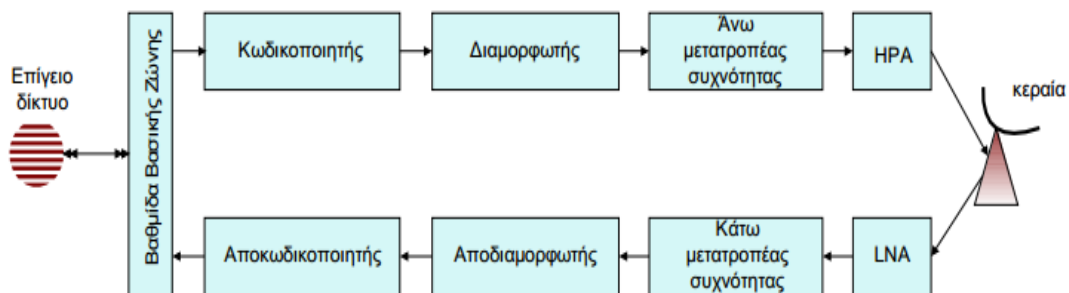 Επίγειο
δίκτυο
Βαθμίδα Βασικής Ζώνης
Κωδικοποιητής
Διαμορφωτής
Άνω
μετατροπέας
συχνότητας
HPA
κεραία
Αποκωδικοποιητής
Αποδιαμορφωτής
Κάτω
μετατροπέας
συχνότητας
LNA